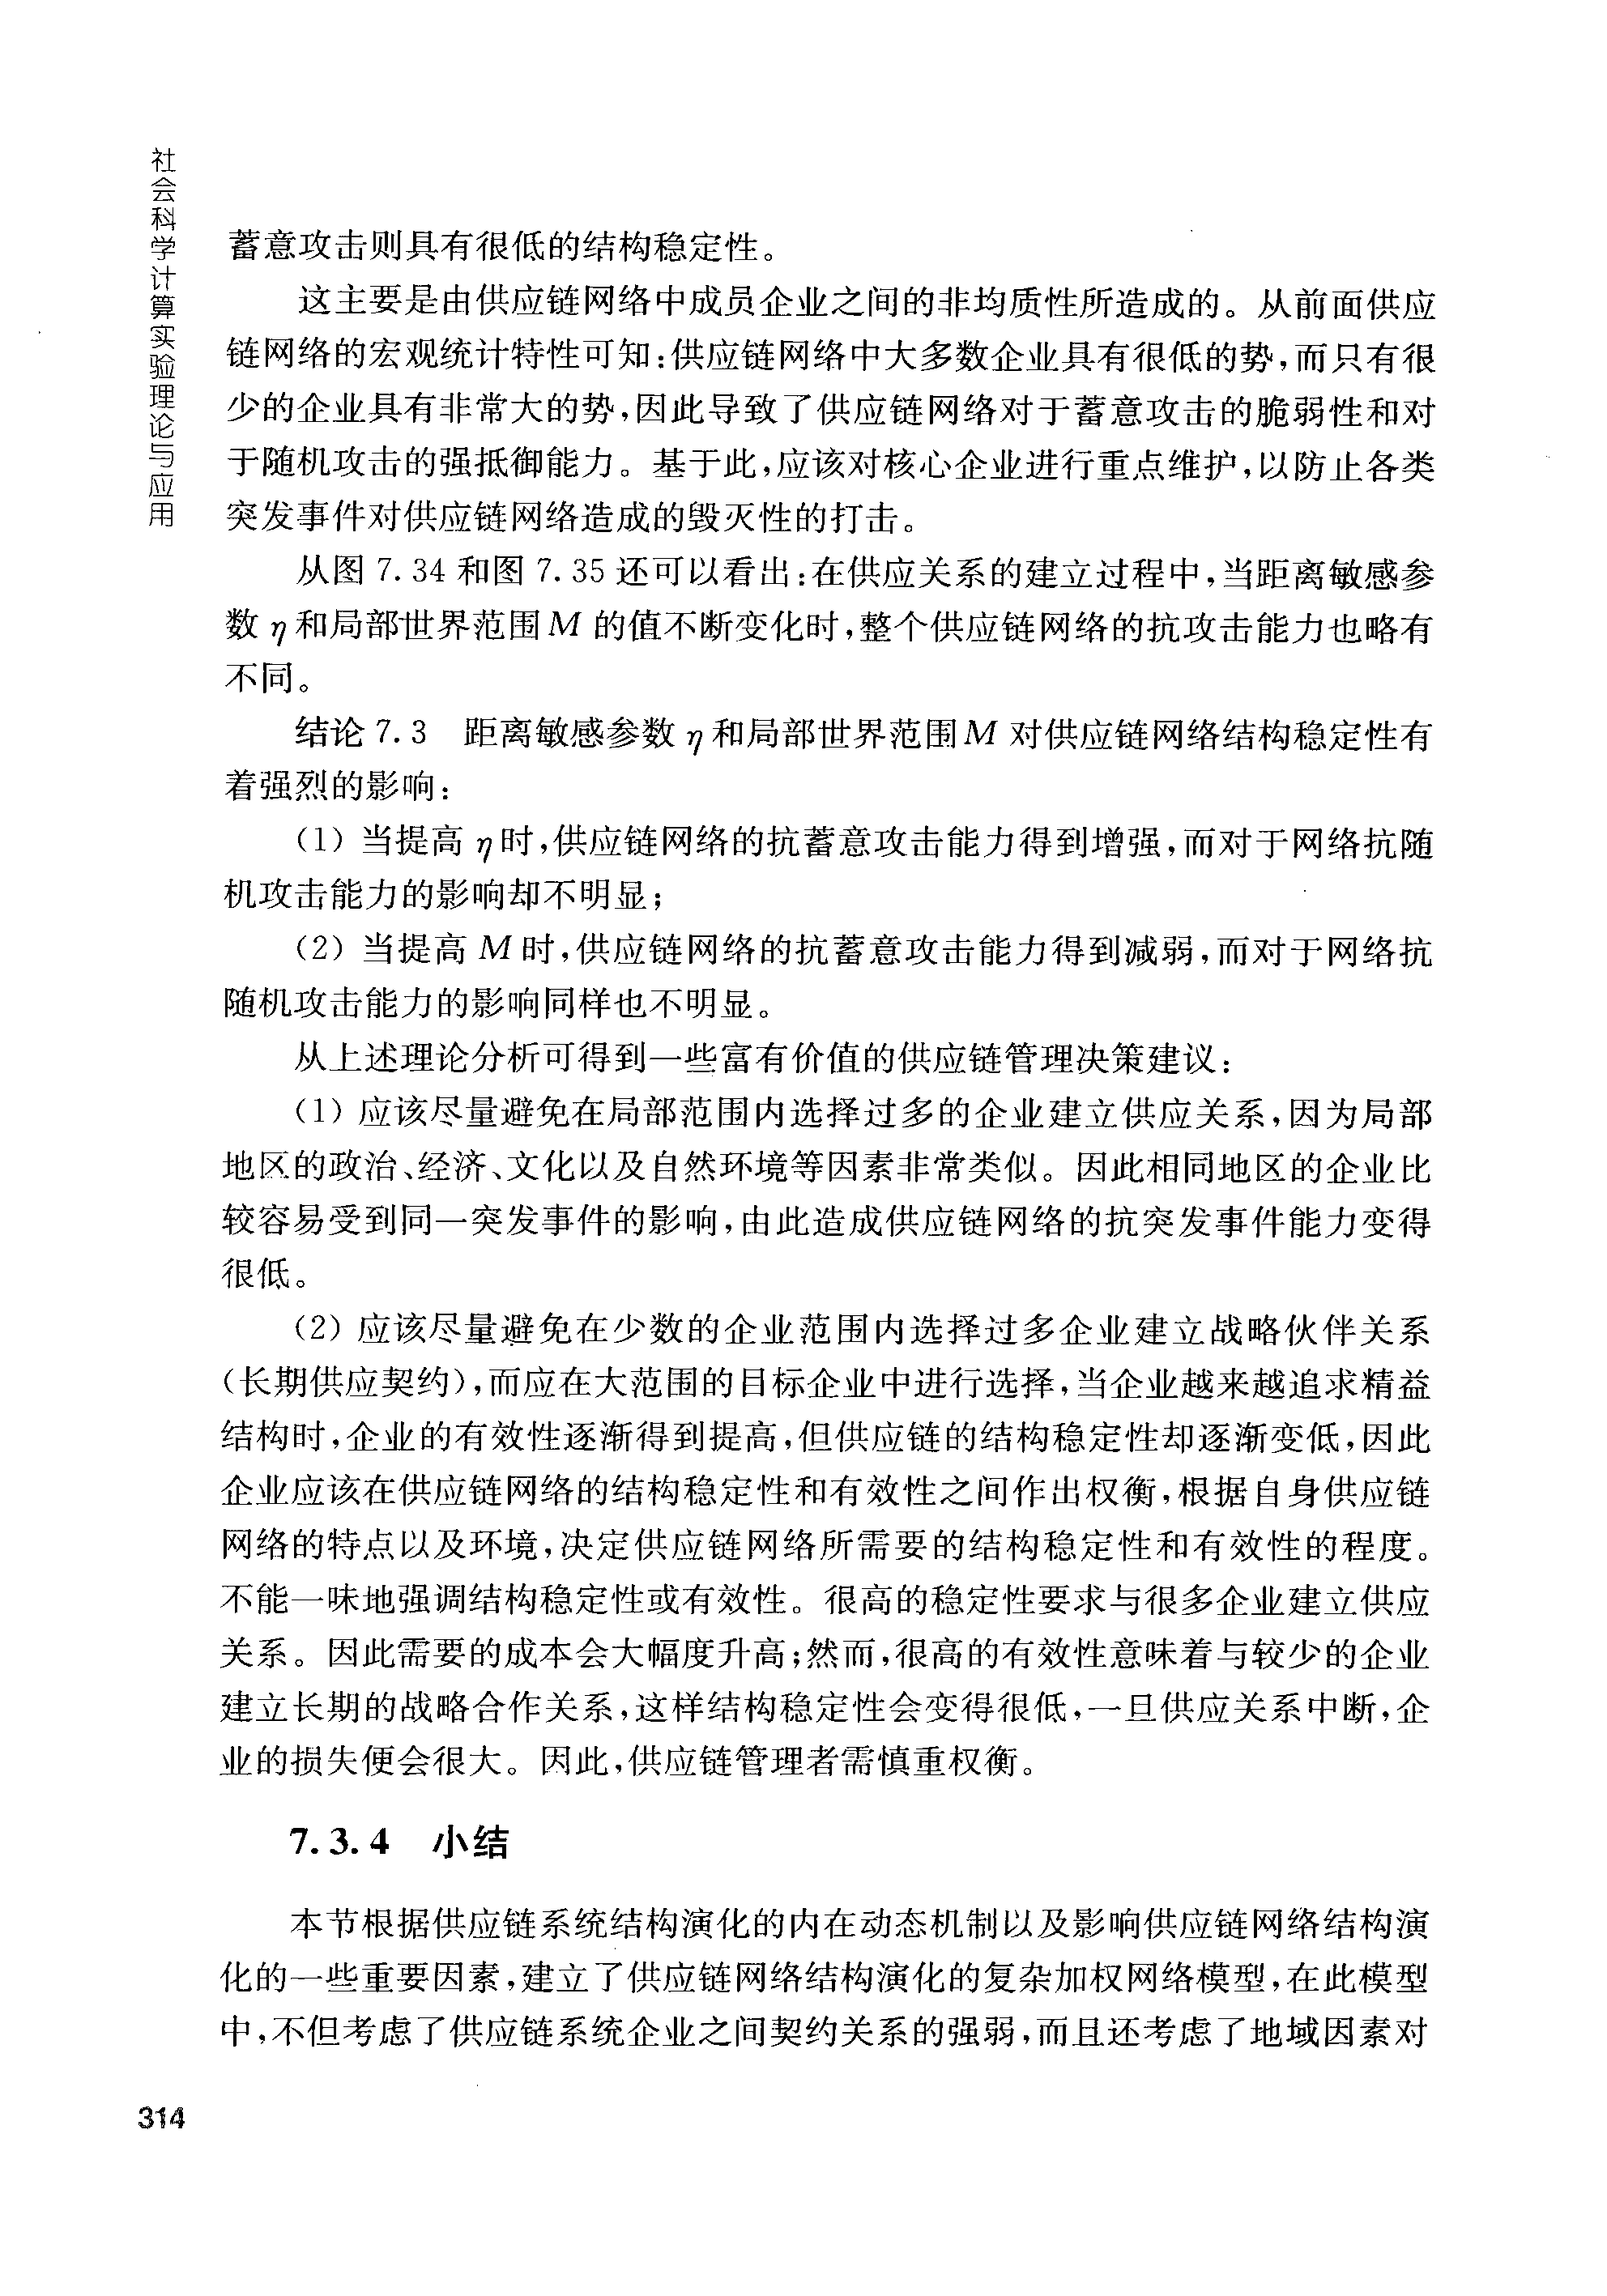 社会科学计算实验理论与应用
蓄意攻击则具有很低的结构稳定性。
这主要是由供应链网络中成员企业之间的非均质性所造成的。从前面供应
链网络的宏观统计特性可知:供应链网络中大多数企业具有很低的势,而只有很
少的企业具有非常大的势,因此导致了供应链网络对于蓄意攻击的脆弱性和对
于随机攻击的强抵御能力。基于此,应该对核心企业进行重点维护,以防止各类
突发事件对供应链网络造成的毁灭性的打击。
从图 7.34 和图 7.35 还可以看出:在供应关系的建立过程中,当距离敏感参
数 η 和局部世界范围 M 的值不断变化时,整个供应链网络的抗攻击能力也略有
不同。
结论 7.3 距离敏感参数 η 和局部世界范围 M 对供应链网络结构稳定性有
着强烈的影响:
(1) 当提高 η 时,供应链网络的抗蓄意攻击能力得到增强,而对于网络抗随
机攻击能力的影响却不明显;
(2) 当提高 M 时,供应链网络的抗蓄意攻击能力得到减弱,而对于网络抗
随机攻击能力的影响同样也不明显。
从上述理论分析可得到一些富有价值的供应链管理决策建议:
(1) 应该尽量避免在局部范围内选择过多的企业建立供应关系,因为局部
地区的政治、经济、文化以及自然环境等因素非常类似。因此相同地区的企业比
较容易受到同一突发事件的影响,由此造成供应链网络的抗突发事件能力变得
很低。
(2) 应该尽量避免在少数的企业范围内选择过多企业建立战略伙伴关系
(长期供应契约),而应在大范围的目标企业中进行选择,当企业越来越追求精益
结构时,企业的有效性逐渐得到提高,但供应链的结构稳定性却逐渐变低,因此
企业应该在供应链网络的结构稳定性和有效性之间作出权衡,根据自身供应链
网络的特点以及环境,决定供应链网络所需要的结构稳定性和有效性的程度。
不能一味地强调结构稳定性或有效性。很高的稳定性要求与很多企业建立供应
关系。因此需要的成本会大幅度升高;然而,很高的有效性意味着与较少的企业
建立长期的战略合作关系,这样结构稳定性会变得很低,一旦供应关系中断,企
业的损失便会很大。因此,供应链管理者需慎重权衡。
7.3.4 小结
本节根据供应链系统结构演化的内在动态机制以及影响供应链网络结构演
化的一些重要因素,建立了供应链网络结构演化的复杂加权网络模型,在此模型
中,不但考虑了供应链系统企业之间契约关系的强弱,而且还考虑了地域因素对
314